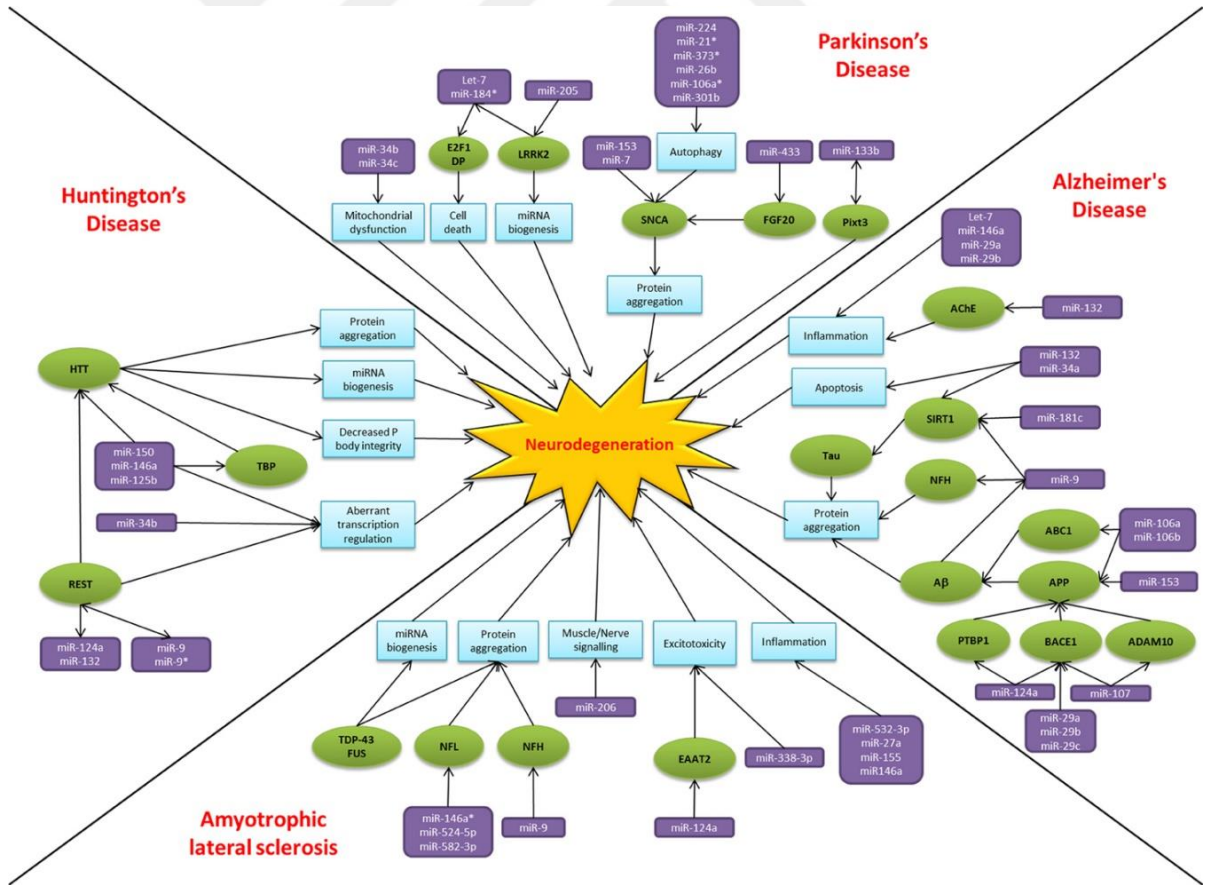 Parkinson's
Disease
miR-224
miR-21*
miR-373*
miR-26b
miR-106a*
miR-301b
Let-7
miR-184*
miR-205
miR-34b
miR-34c
E2F1
DP
LRRK2
miR-153
miR-7
Autophagy
miR-433
miR-133b
Mitochondrial
dysfunction
Cell
death
miRNA
biogenesis
SNCA
FGF20
Pixt3
Protein
aggregation
Huntington's
Disease
HTT
Protein
aggregation
miRNA
biogenesis
Decreased P
body integrity
miR-150
miR-146a
miR-125b
TBP
miR-34b
Aberrant
transcription
regulation
REST
miR-124a
miR-132
miR-9
miR-9*
Neurodegeneration
Alzheimer's
Disease
Let-7
miR-146a
miR-29a
miR-29b
AChE
miR-132
Inflammation
miR-132
miR-34a
Apoptosis
SIRT1
miR-181c
Tau
NFH
miR-9
Protein
aggregation
ABC1
miR-106a
miR-106b
Aβ
APP
miR-153
PTBP1
BACE1
ADAM10
miR-124a
miR-107
miR-29a
miR-29b
miR-29c
miRNA
biogenesis
Protein
aggregation
Muscle/Nerve
signalling
Excitotoxicity
Inflammation
miR-206
TDP-43
FUS
NFL
NFH
EAAT2
miR-338-3p
miR-532-3p
miR-27a
miR-155
miR146a
miR-146a*
miR-524-5p
miR-582-3p
miR-9
miR-124a
Amyotrophic
lateral sclerosis